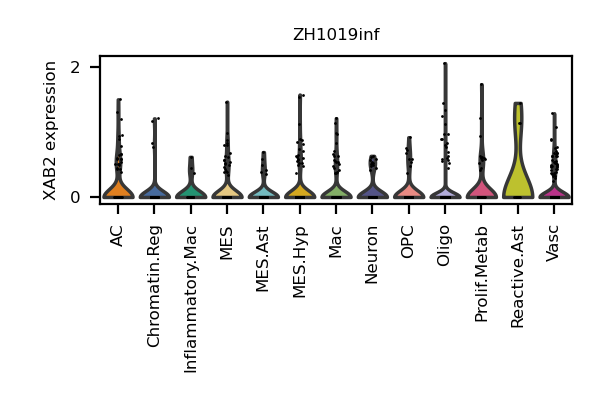 ZH1019inf
XAB2 expression
2
0
AC
Chromatin.Reg
Inflammatory.Mac
MES
MES.Ast
MES.Hyp
Mac
Neuron
OPC
Oligo
Prolif.Metab
Reactive.Ast
Vasc